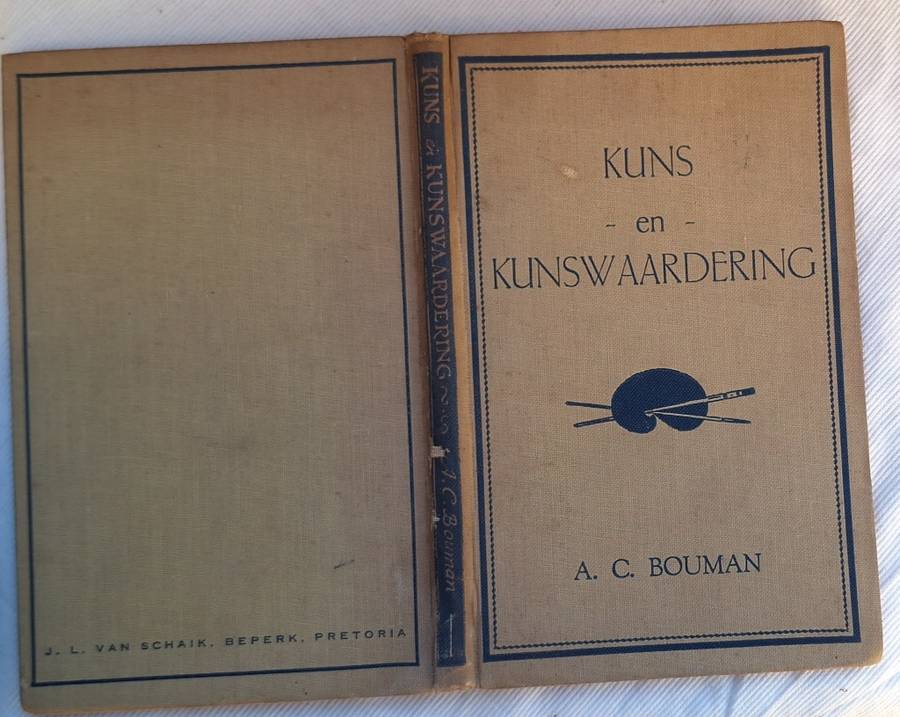 KUNS
- en -
KUNSWAARDERING
A. C. BOUMAN
KUNS en KUNSWAARDERING A. C. Bouman
J. L. VAN SCHAIK, BEPERK, PRETORIA